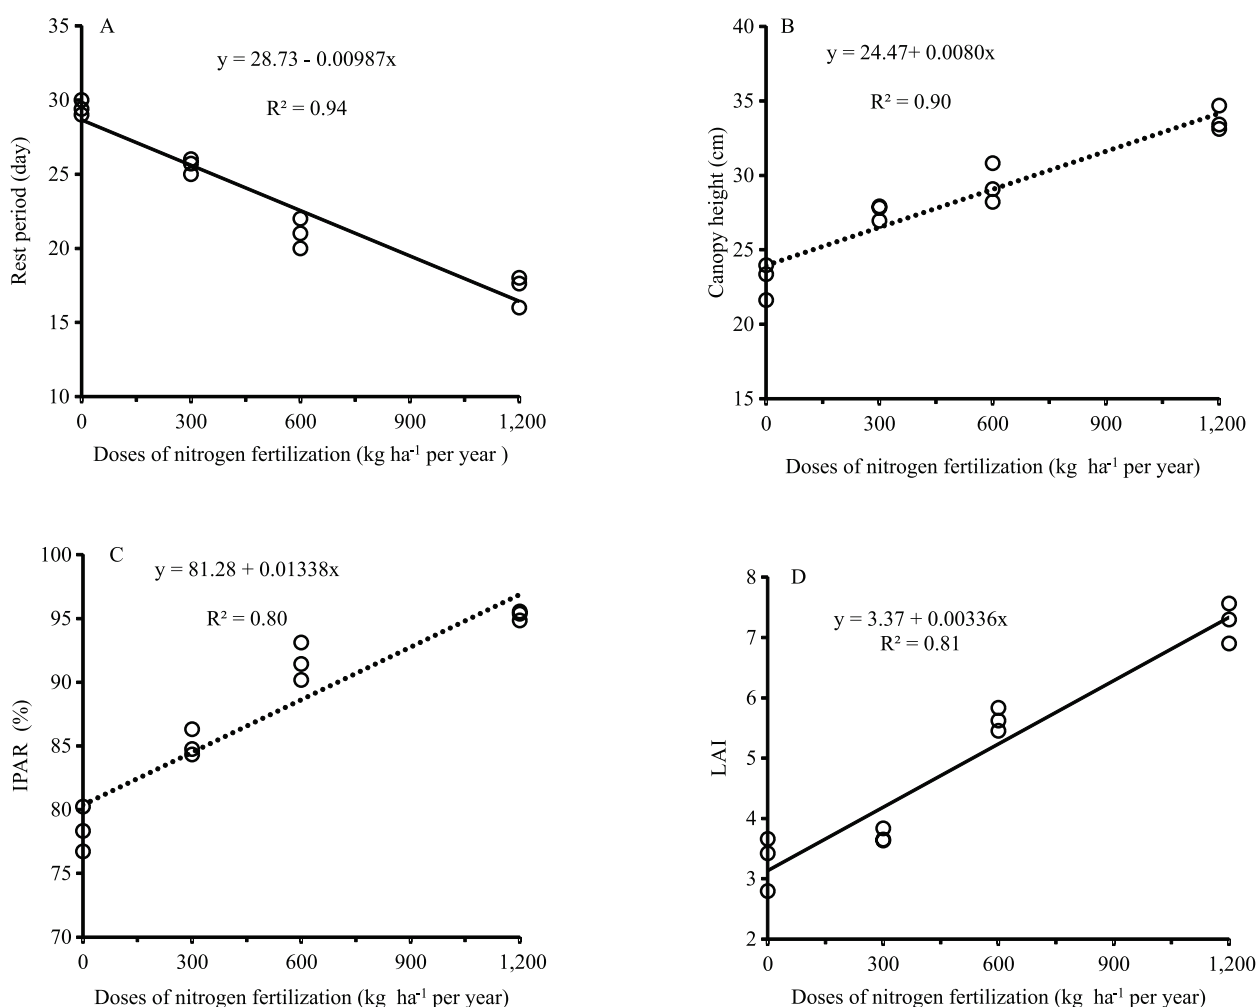 A
y = 28.73 - 0.00987x
R² = 0.94
35
30
25
20
15
10
Rest period (day)
0 300 600 900 1,200
Doses of nitrogen fertilization (kg ha⁻¹ per year )
B
y = 24.47+ 0.0080x
R² = 0.90
40
35
30
25
20
15
Canopy height (cm)
0 300 600 900 1,200
Doses of nitrogen fertilization (kg ha⁻¹ per year)
C
y = 81.28 + 0.01338x
R² = 0.80
100
95
90
85
80
75
70
IPAR (%)
0 300 600 900 1,200
Doses of nitrogen fertilization (kg ha⁻¹ per year)
D
y = 3.37 + 0.00336x
R² = 0.81
8
7
6
5
4
3
2
LAI
0 300 600 900 1,200
Doses of nitrogen fertilization (kg ha⁻¹ per year)